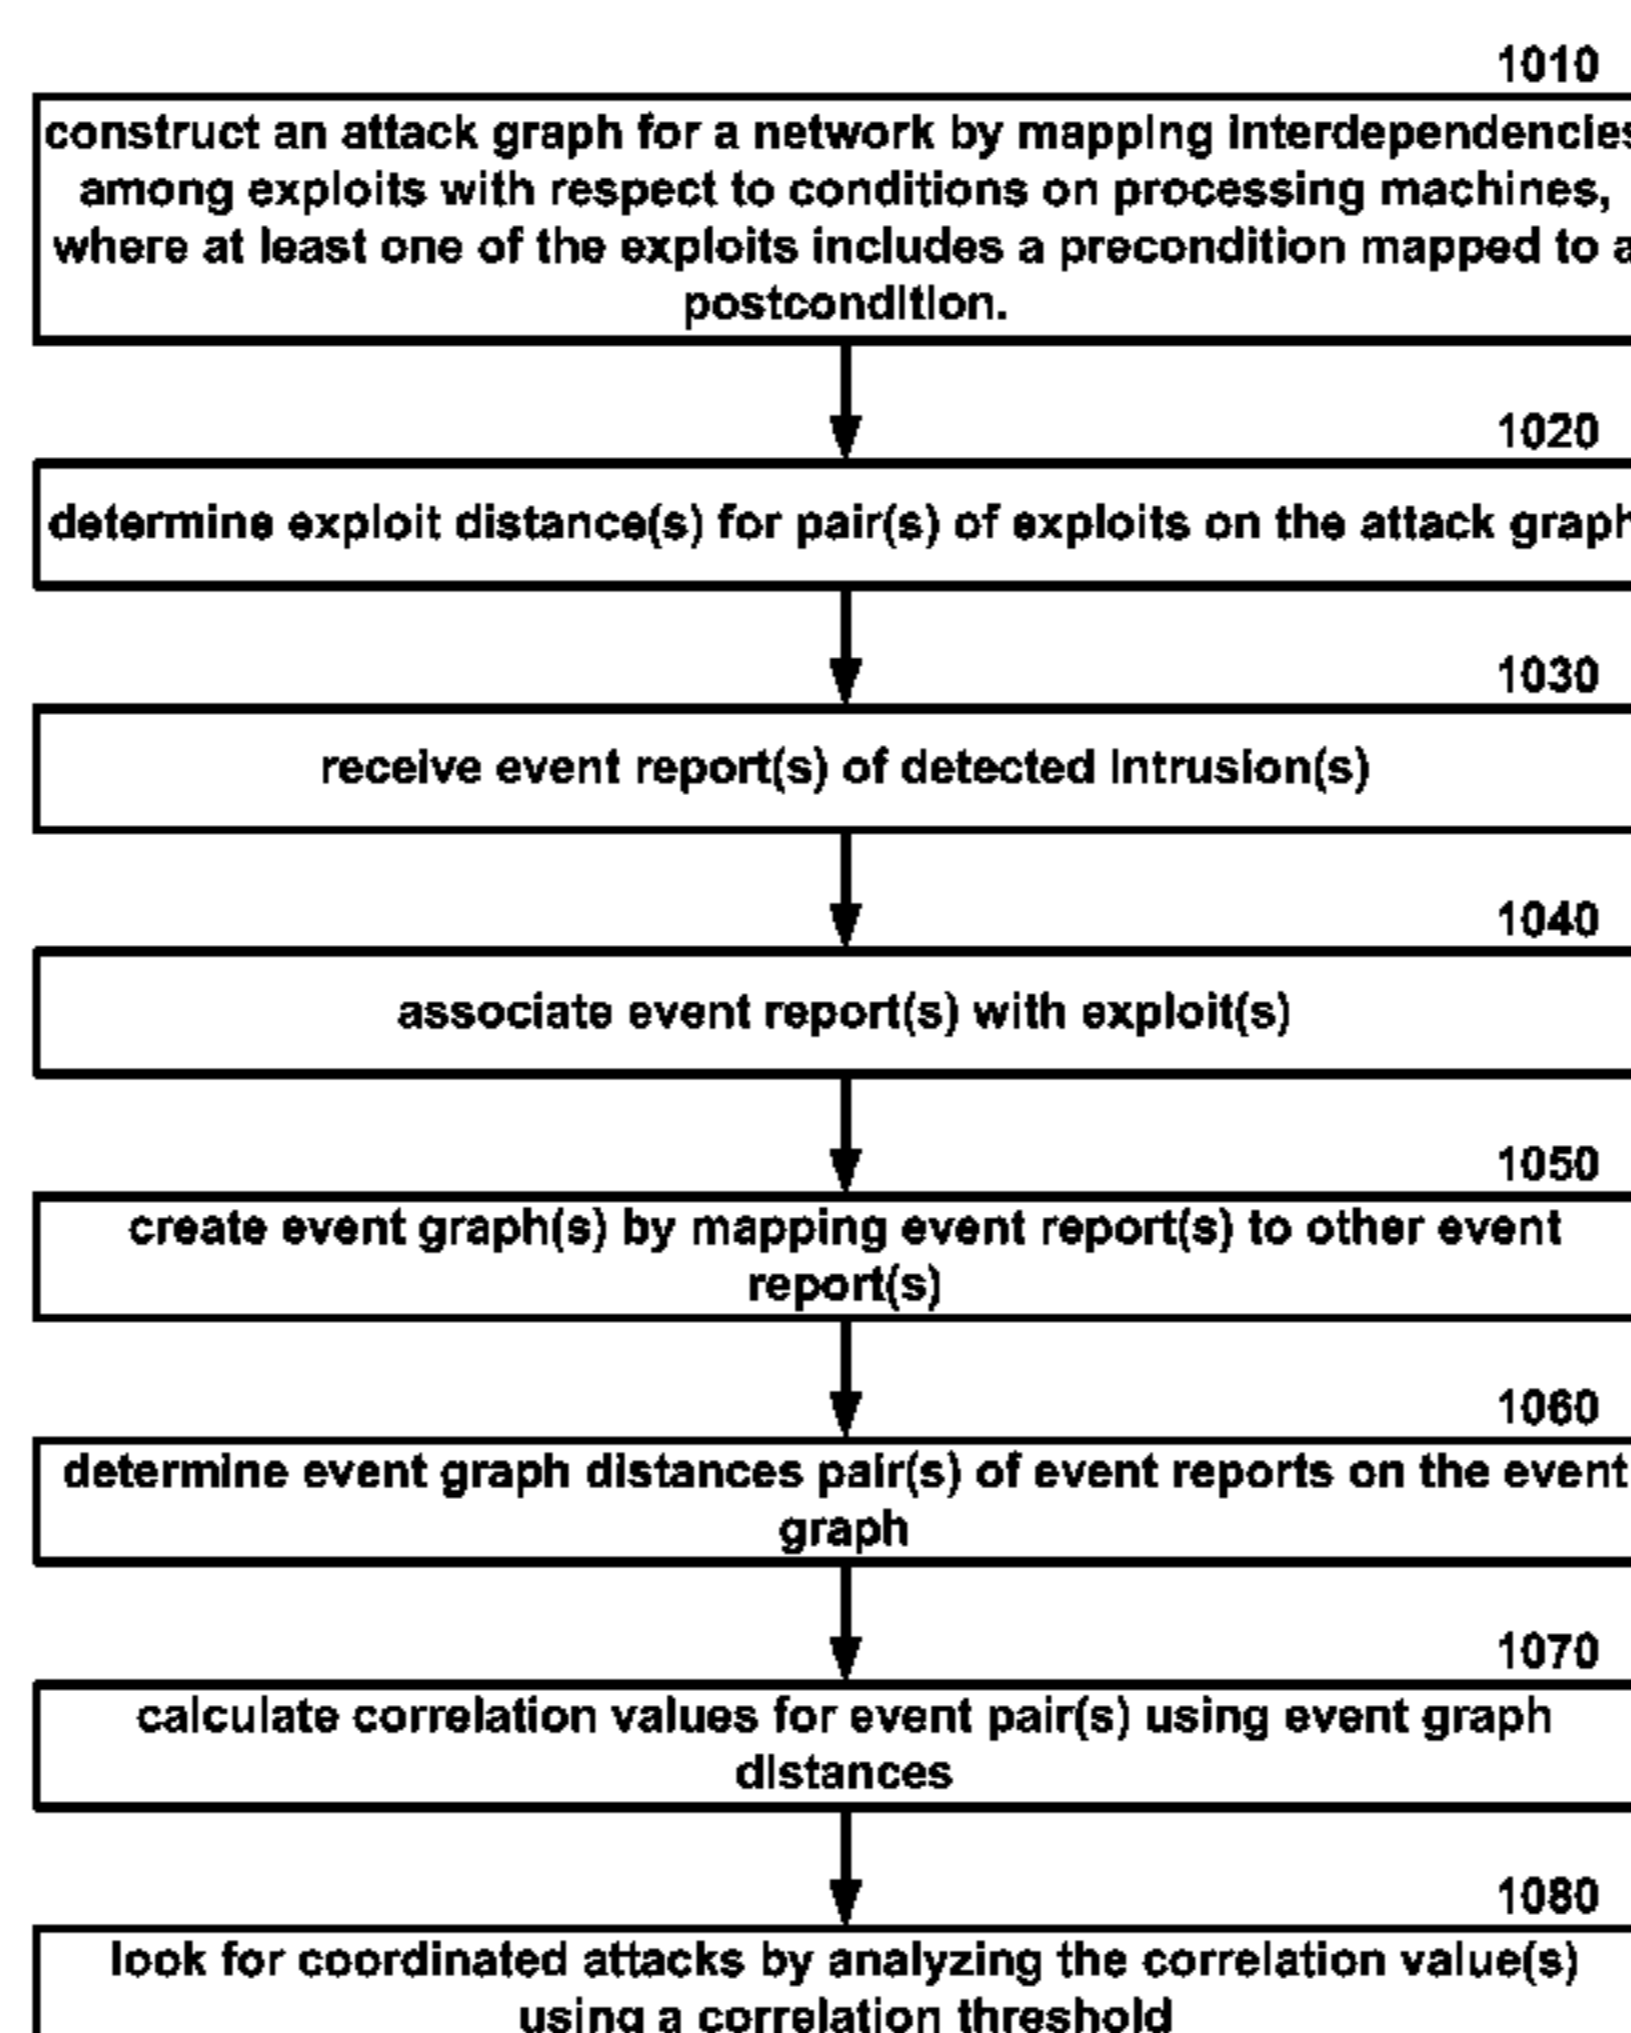 1010
construct an attack graph for a network by mapping interdependencies
among exploits with respect to conditions on processing machines,
where at least one of the exploits includes a precondition mapped to a
postcondition.
1020
determine exploit distance(s) for pair(s) of exploits on the attack graph
1030
receive event report(s) of detected intrusion(s)
1040
associate event report(s) with exploit(s)
1050
create event graph(s) by mapping event report(s) to other event
report(s)
1060
determine event graph distances pair(s) of event reports on the event
graph
1070
calculate correlation values for event pair(s) using event graph
distances
1080
look for coordinated attacks by analyzing the correlation value(s)
using a correlation threshold